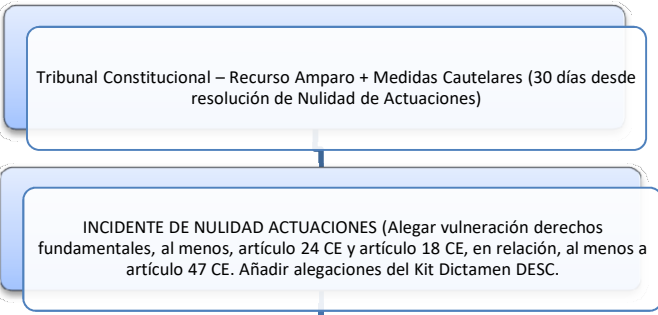 Tribunal Constitucional – Recurso Amparo + Medidas Cautelares (30 días desde
resolución de Nulidad de Actuaciones)
INCIDENTE DE NULIDAD ACTUACIONES (Alegar vulneración derechos
fundamentales, al menos, artículo 24 CE y artículo 18 CE, en relación, al menos a
artículo 47 CE. Añadir alegaciones del Kit Dictamen DESC.